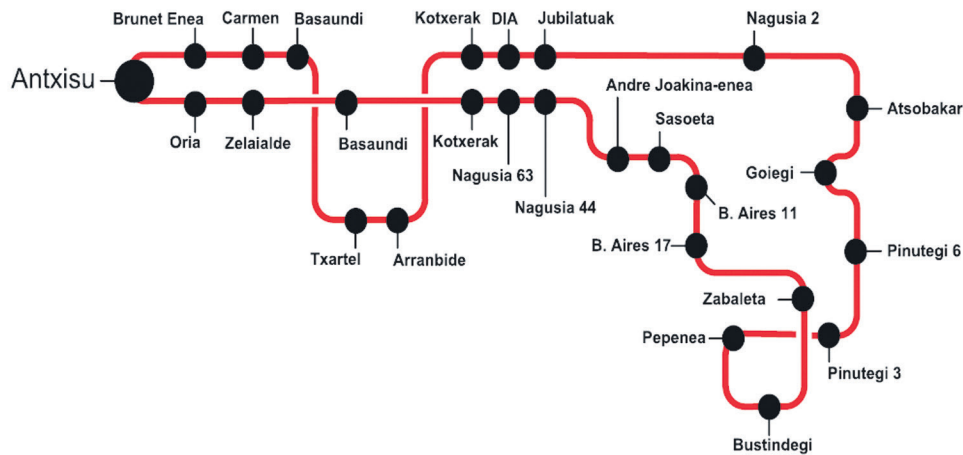 Brunet Enea
Carmen
Basaundi
Kotxerak
DIA
Jubilatuak
Nagusia 2
Antxisu
Andre Joakina-enea
Atsobakar
Sasoeta
Oria
Zelaialde
Basaundi
Kotxerak
Nagusia 63
Goiegi
Nagusia 44
B. Aires 11
B. Aires 17
Pinutegi 6
Txartel
Arranbide
Zabaleta
Pepenea
Pinutegi 3
Bustindegi